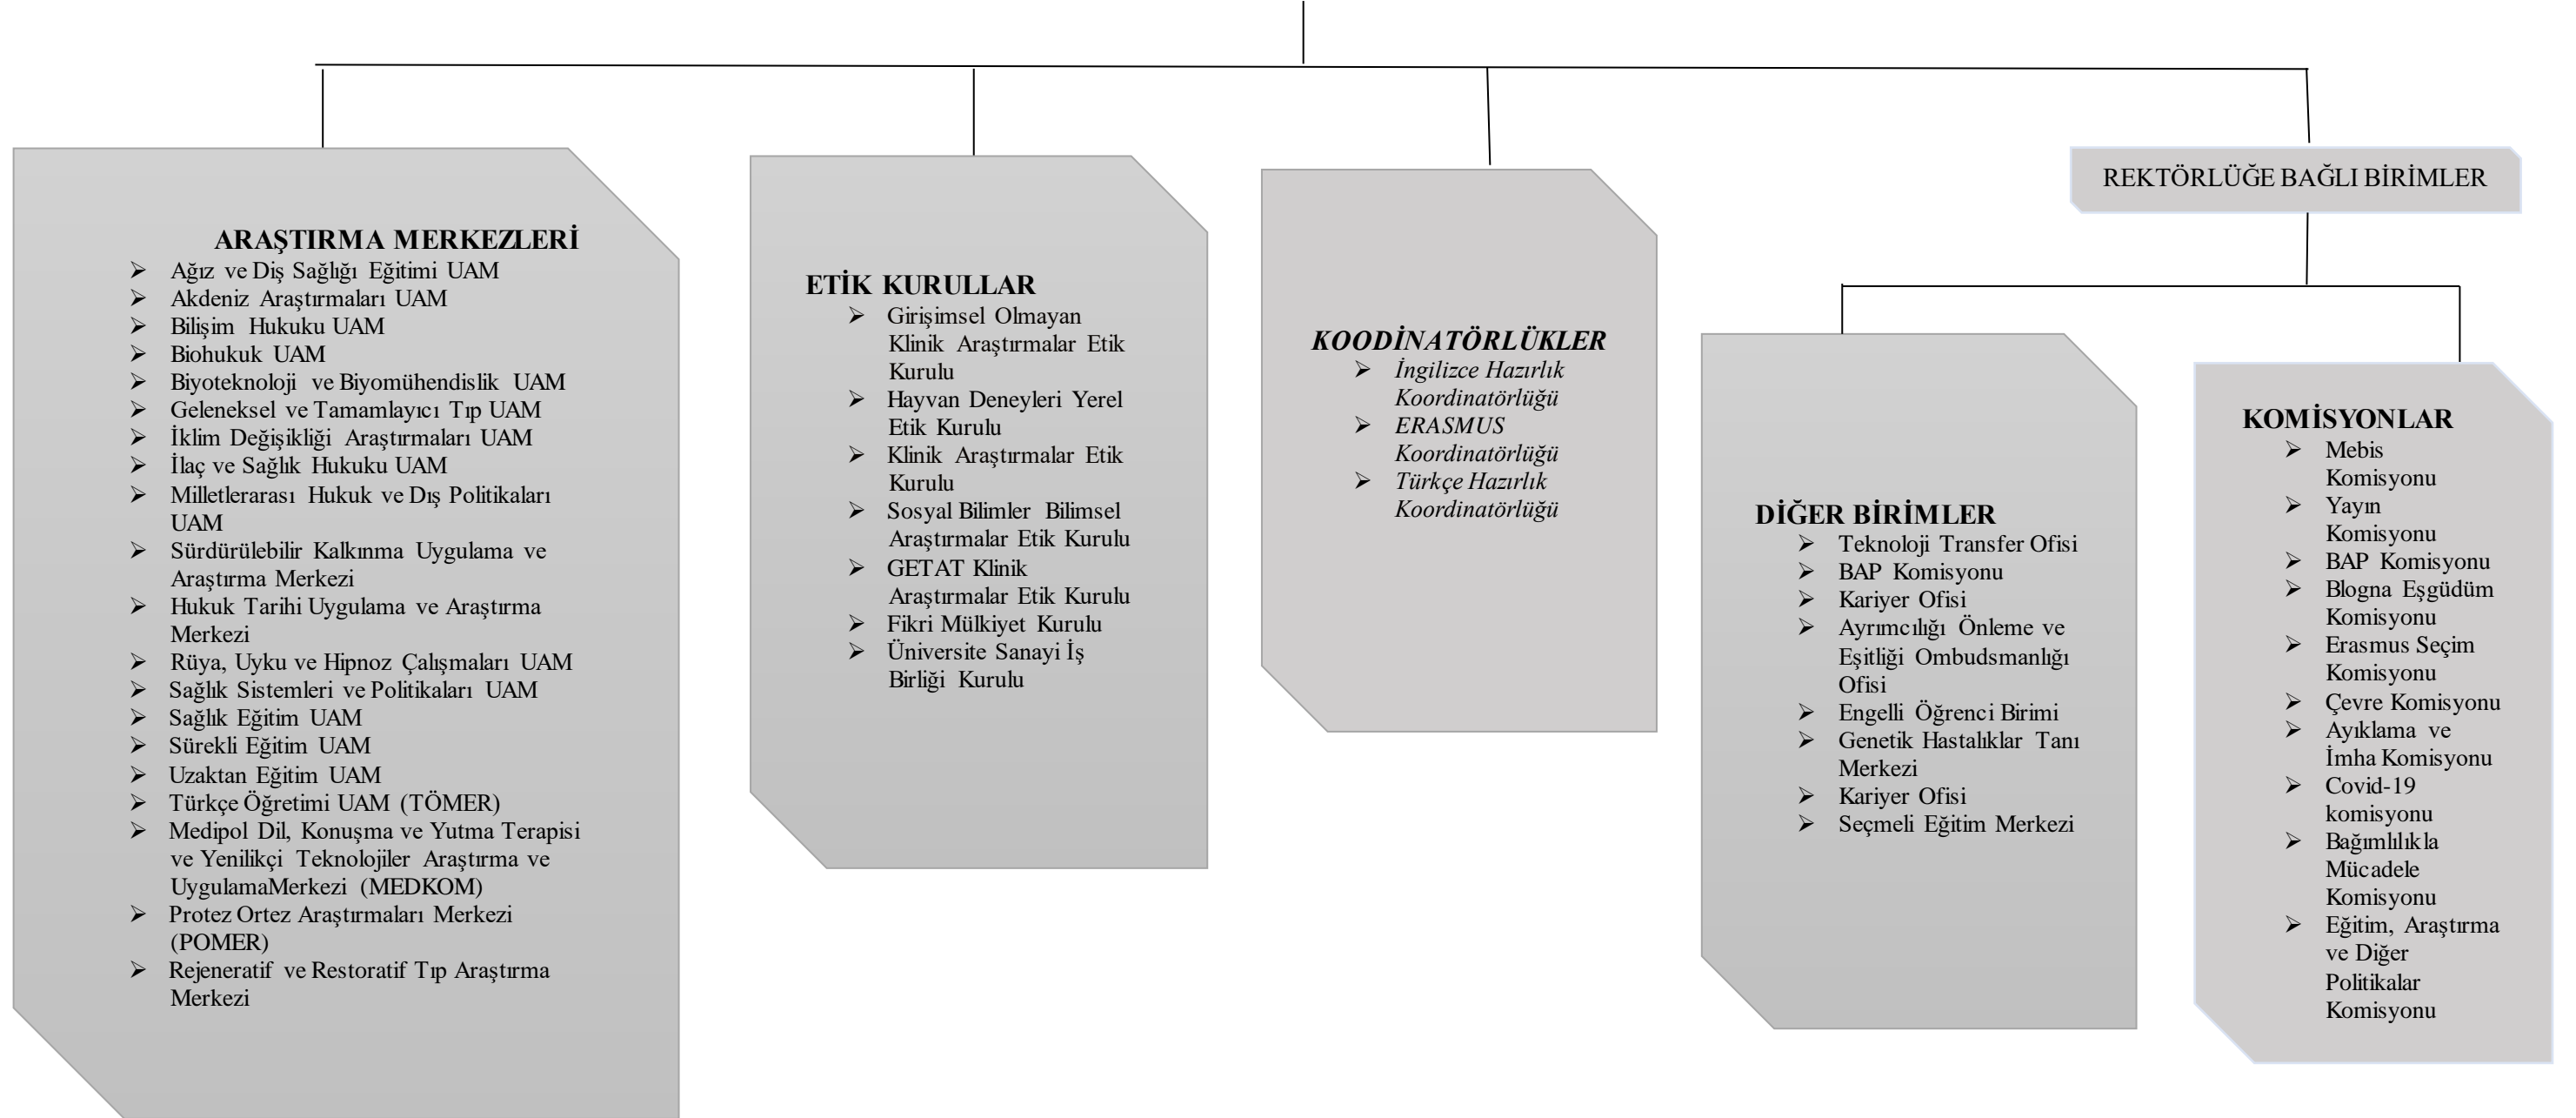 ARAŞTIRMA MERKEZLERİ
Ağız ve Diş Sağlığı Eğitimi UAM
Akdeniz Araştırmaları UAM
Bilişim Hukuku UAM
Biohukuk UAM
Biyoteknoloji ve Biyomühendislik UAM
Geleneksel ve Tamamlayıcı Tıp UAM
İklim Değişikliği Araştırmaları UAM
İlaç ve Sağlık Hukuku UAM
Milletlerarası Hukuk ve Dış Politikaları
UAM
Sürdürülebilir Kalkınma Uygulama ve
Araştırma Merkezi
Hukuk Tarihi Uygulama ve Araştırma
Merkezi
Rüya, Uyku ve Hipnoz Çalışmaları UAM
Sağlık Sistemleri ve Politikaları UAM
Sağlık Eğitim UAM
Sürekli Eğitim UAM
Uzaktan Eğitim UAM
Türkçe Öğretimi UAM (TÖMER)
Medipol Dil, Konuşma ve Yutma Terapisi
ve Yenilikçi Teknolojiler Araştırma ve
UygulamaMerkezi (MEDKOM)
Protez Ortez Araştırmaları Merkezi
(POMER)
Rejeneratif ve Restoratif Tıp Araştırma
Merkezi
ETİK KURULLAR
Girişimsel Olmayan
Klinik Araştırmalar Etik
Kurulu
Hayvan Deneyleri Yerel
Etik Kurulu
Klinik Araştırmalar Etik
Kurulu
Sosyal Bilimler Bilimsel
Araştırmalar Etik Kurulu
GETAT Klinik
Araştırmalar Etik Kurulu
Fikri Mülkiyet Kurulu
Üniversite Sanayi İş
Birliği Kurulu
KOODİNATÖRLÜKLER
İngilizce Hazırlık
Koordinatörlüğü
ERASMUS
Koordinatörlüğü
Türkçe Hazırlık
Koordinatörlüğü
REKTÖRLÜĞE BAĞLI BİRİMLER
DİĞER BİRİMLER
Teknoloji Transfer Ofisi
BAP Komisyonu
Kariyer Ofisi
Ayrımcılığı Önleme ve
Eşitliği Ombudsmanlığı
Ofisi
Engelli Öğrenci Birimi
Genetik Hastalıklar Tanı
Merkezi
Kariyer Ofisi
Seçmeli Eğitim Merkezi
KOMİSYONLAR
Mebis
Komisyonu
Yayın
Komisyonu
BAP Komisyonu
Blogna Eşgüdüm
Komisyonu
Erasmus Seçim
Komisyonu
Çevre Komisyonu
Ayıklama ve
İmha Komisyonu
Covid-19
komisyonu
Bağımlılıkla
Mücadele
Komisyonu
Eğitim, Araştırma
ve Diğer
Politikalar
Komisyonu